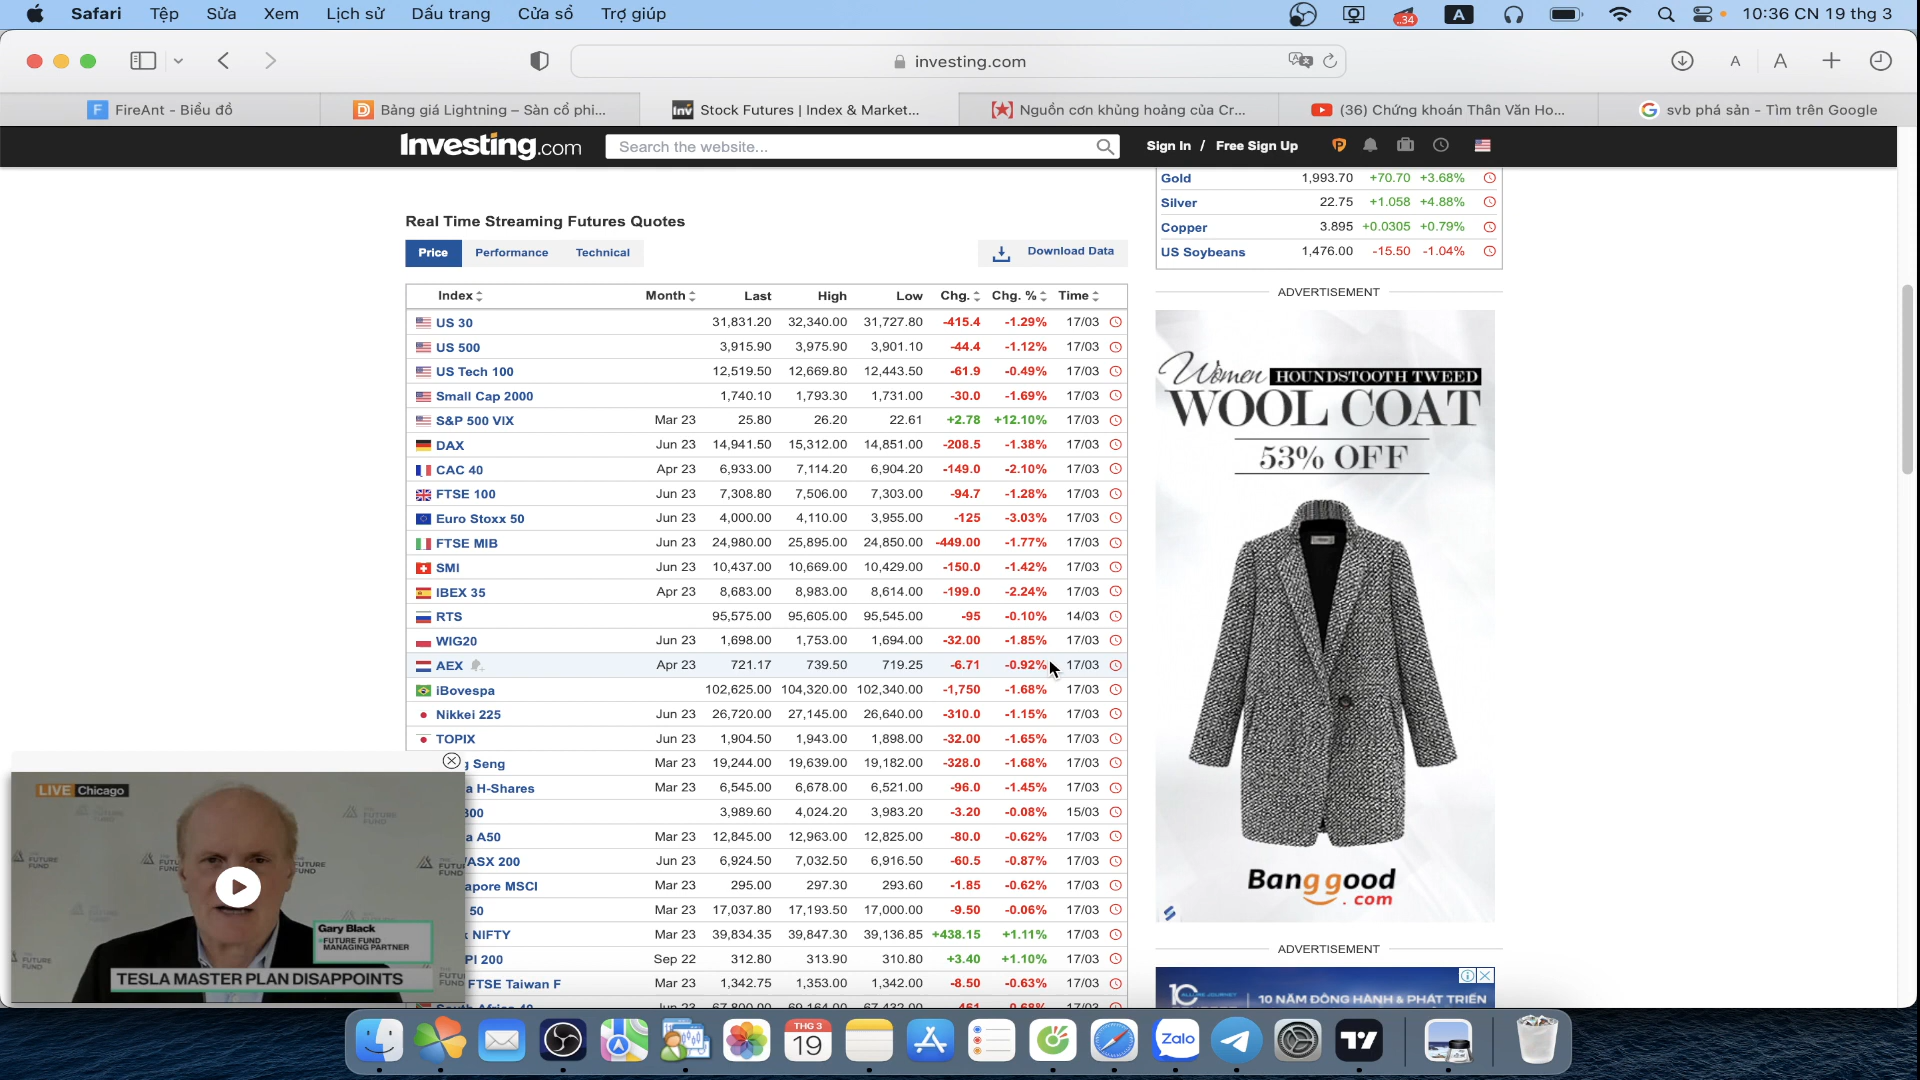 Safari Tệp Sửa Xem Lịch sử Dấu trang Cửa sổ Trợ giúp ..34 A 10:36 CN 19 thg 3
investing.com A A
FireAnt - Biểu đồ Bảng giá Lightning – Sàn cổ phi... Stock Futures | Index & Market... Nguồn cơn khủng hoảng của Cr... (36) Chứng khoán Thân Văn Ho... svb phá sản - Tìm trên Google
Investing.com Search the website... Sign In / Free Sign Up
Gold 1,993.70 +70.70 +3.68%
Silver 22.75 +1.058 +4.88%
Copper 3.895 +0.0305 +0.79%
US Soybeans 1,476.00 -15.50 -1.04%
Real Time Streaming Futures Quotes
Price Performance Technical Download Data
Index Month Last High Low Chg. Chg. % Time
US 30 31,831.20 32,340.00 31,727.80 -415.4 -1.29% 17/03
US 500 3,915.90 3,975.90 3,901.10 -44.4 -1.12% 17/03
US Tech 100 12,519.50 12,669.80 12,443.50 -61.9 -0.49% 17/03
Small Cap 2000 1,740.10 1,793.30 1,731.00 -30.0 -1.69% 17/03
S&P 500 VIX Mar 23 25.80 26.20 22.61 +2.78 +12.10% 17/03
DAX Jun 23 14,941.50 15,312.00 14,851.00 -208.5 -1.38% 17/03
CAC 40 Apr 23 6,933.00 7,114.20 6,904.20 -149.0 -2.10% 17/03
FTSE 100 Jun 23 7,308.80 7,506.00 7,303.00 -94.7 -1.28% 17/03
Euro Stoxx 50 Jun 23 4,000.00 4,110.00 3,955.00 -125 -3.03% 17/03
FTSE MIB Jun 23 24,980.00 25,895.00 24,850.00 -449.00 -1.77% 17/03
SMI Jun 23 10,437.00 10,669.00 10,429.00 -150.0 -1.42% 17/03
IBEX 35 Apr 23 8,683.00 8,983.00 8,614.00 -199.0 -2.24% 17/03
RTS 95,575.00 95,605.00 95,545.00 -95 -0.10% 14/03
WIG20 Jun 23 1,698.00 1,753.00 1,694.00 -32.00 -1.85% 17/03
AEX Apr 23 721.17 739.50 719.25 -6.71 -0.92% 17/03
iBovespa 102,625.00 104,320.00 102,340.00 -1,750 -1.68% 17/03
Nikkei 225 Jun 23 26,720.00 27,145.00 26,640.00 -310.0 -1.15% 17/03
TOPIX Jun 23 1,904.50 1,943.00 1,898.00 -32.00 -1.65% 17/03
g Seng Mar 23 19,244.00 19,639.00 19,182.00 -328.0 -1.68% 17/03
a H-Shares Mar 23 6,545.00 6,678.00 6,521.00 -96.0 -1.45% 17/03
300 3,989.60 4,024.20 3,983.20 -3.20 -0.08% 15/03
a A50 Mar 23 12,845.00 12,963.00 12,825.00 -80.0 -0.62% 17/03
/ASX 200 Jun 23 6,924.50 7,032.50 6,916.50 -60.5 -0.87% 17/03
apore MSCI Mar 23 295.00 297.30 293.60 -1.85 -0.62% 17/03
50 Mar 23 17,037.80 17,193.50 17,000.00 -9.50 -0.06% 17/03
k NIFTY Mar 23 39,834.35 39,847.30 39,136.85 +438.15 +1.11% 17/03
PI 200 Sep 22 312.80 313.90 310.80 +3.40 +1.10% 17/03
FTSE Taiwan F Mar 23 1,342.75 1,353.00 1,342.00 -8.50 -0.63% 17/03
ADVERTISEMENT
Women HOUNDSTOOTH TWEED
WOOL COAT
53% OFF
Banggood
.com
ADVERTISEMENT
10 NĂM ĐỒNG HÀNH & PHÁT TRIỂN
LIVE Chicago
THE FUTURE FUND
Gary Black
FUTURE FUND
MANAGING PARTNER
TESLA MASTER PLAN DISAPPOINTS
THG 3
19
Zalo